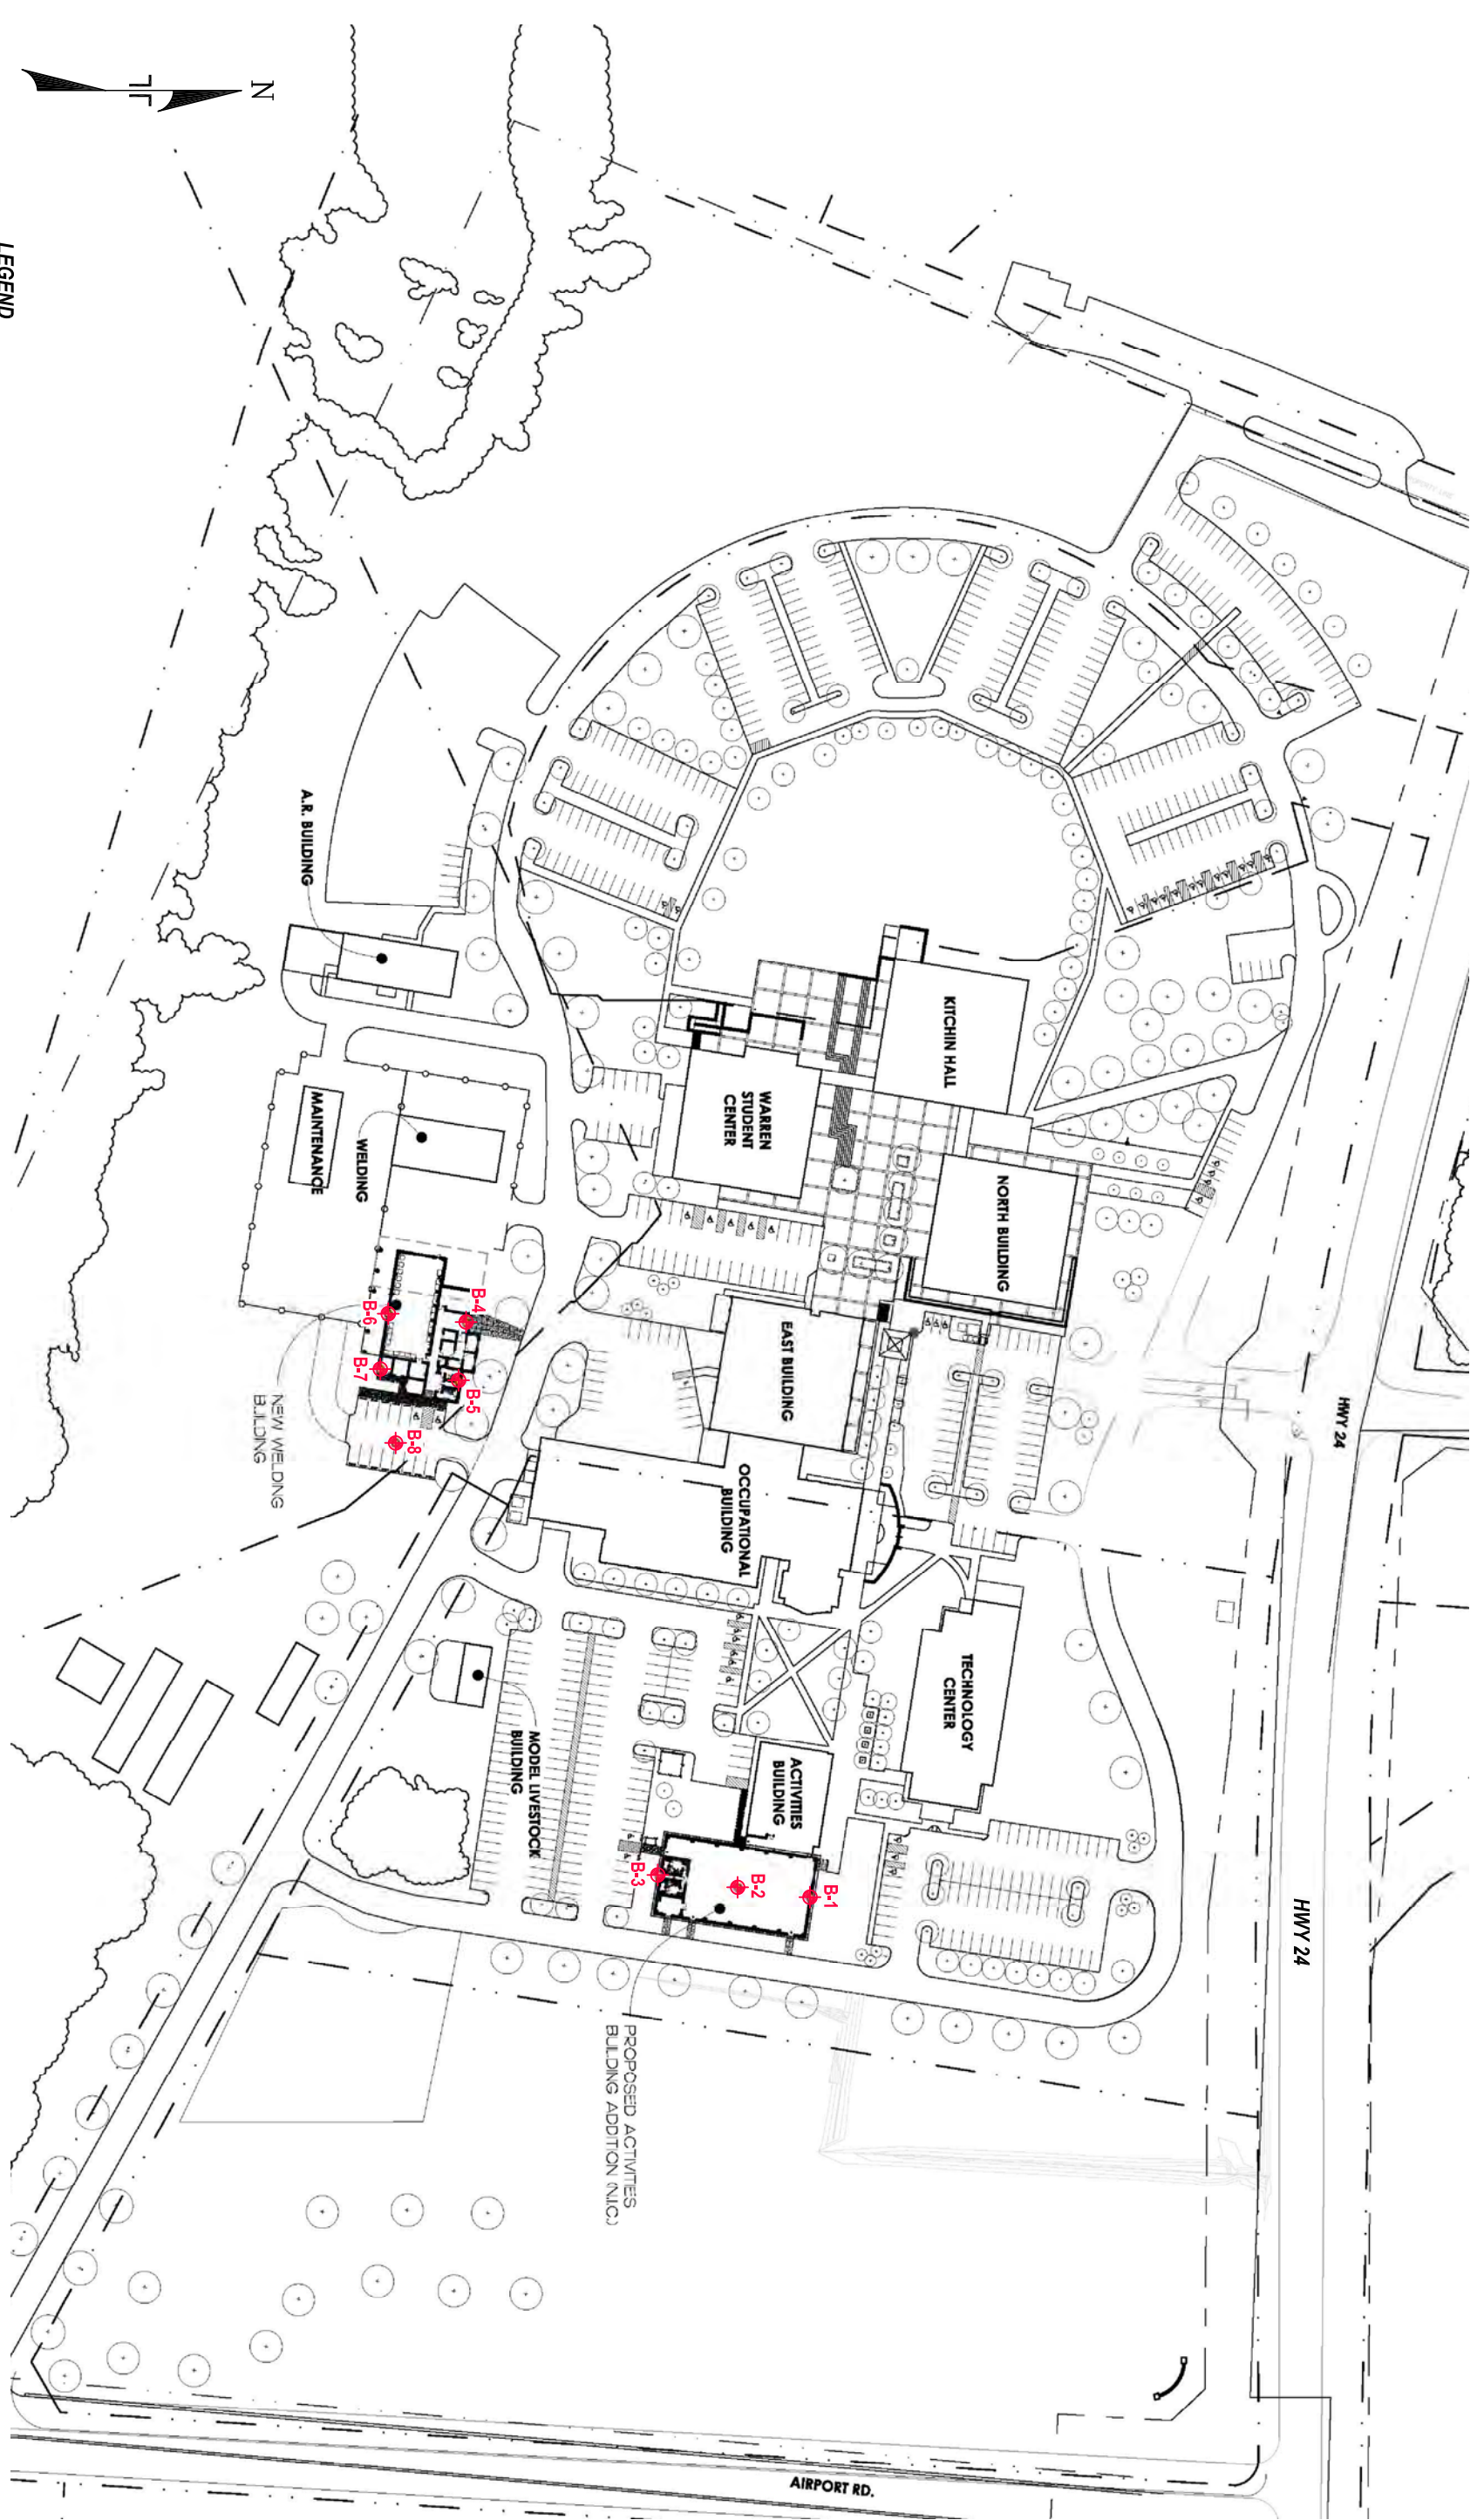 N
LEGEND
HWY 24
HWY 24
AIRPORT RD.
KITCHIN HALL
NORTH BUILDING
WARREN
STUDENT
CENTER
EAST BUILDING
OCCUPATIONAL
BUILDING
TECHNOLOGY
CENTER
ACTIVITIES
BUILDING
MODEL LIVESTOCK
BUILDING
A.R. BUILDING
MAINTENANCE
WELDING
NEW WELDING
BUILDING
PROPOSED ACTIVITIES
BUILDING ADDITION (N.I.C.)
B-1
B-2
B-3
B-4
B-5
B-6
B-7
B-8